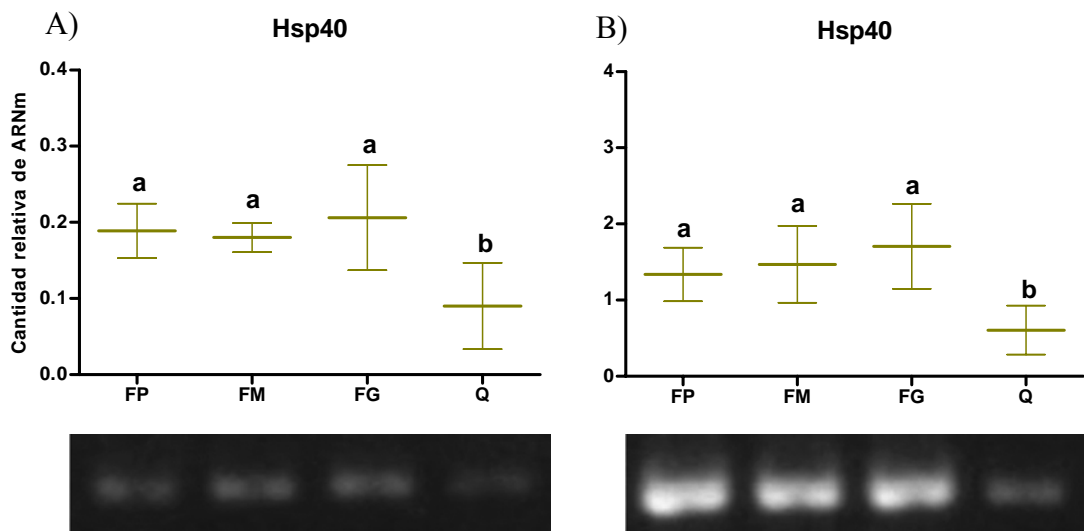 A)
Hsp40
Cantidad relativa de ARNm
0.4
0.3
0.2
0.1
0.0
a
a
a
b
FP FM FG Q
B)
Hsp40
4
3
2
1
0
a
a
a
b
FP FM FG Q